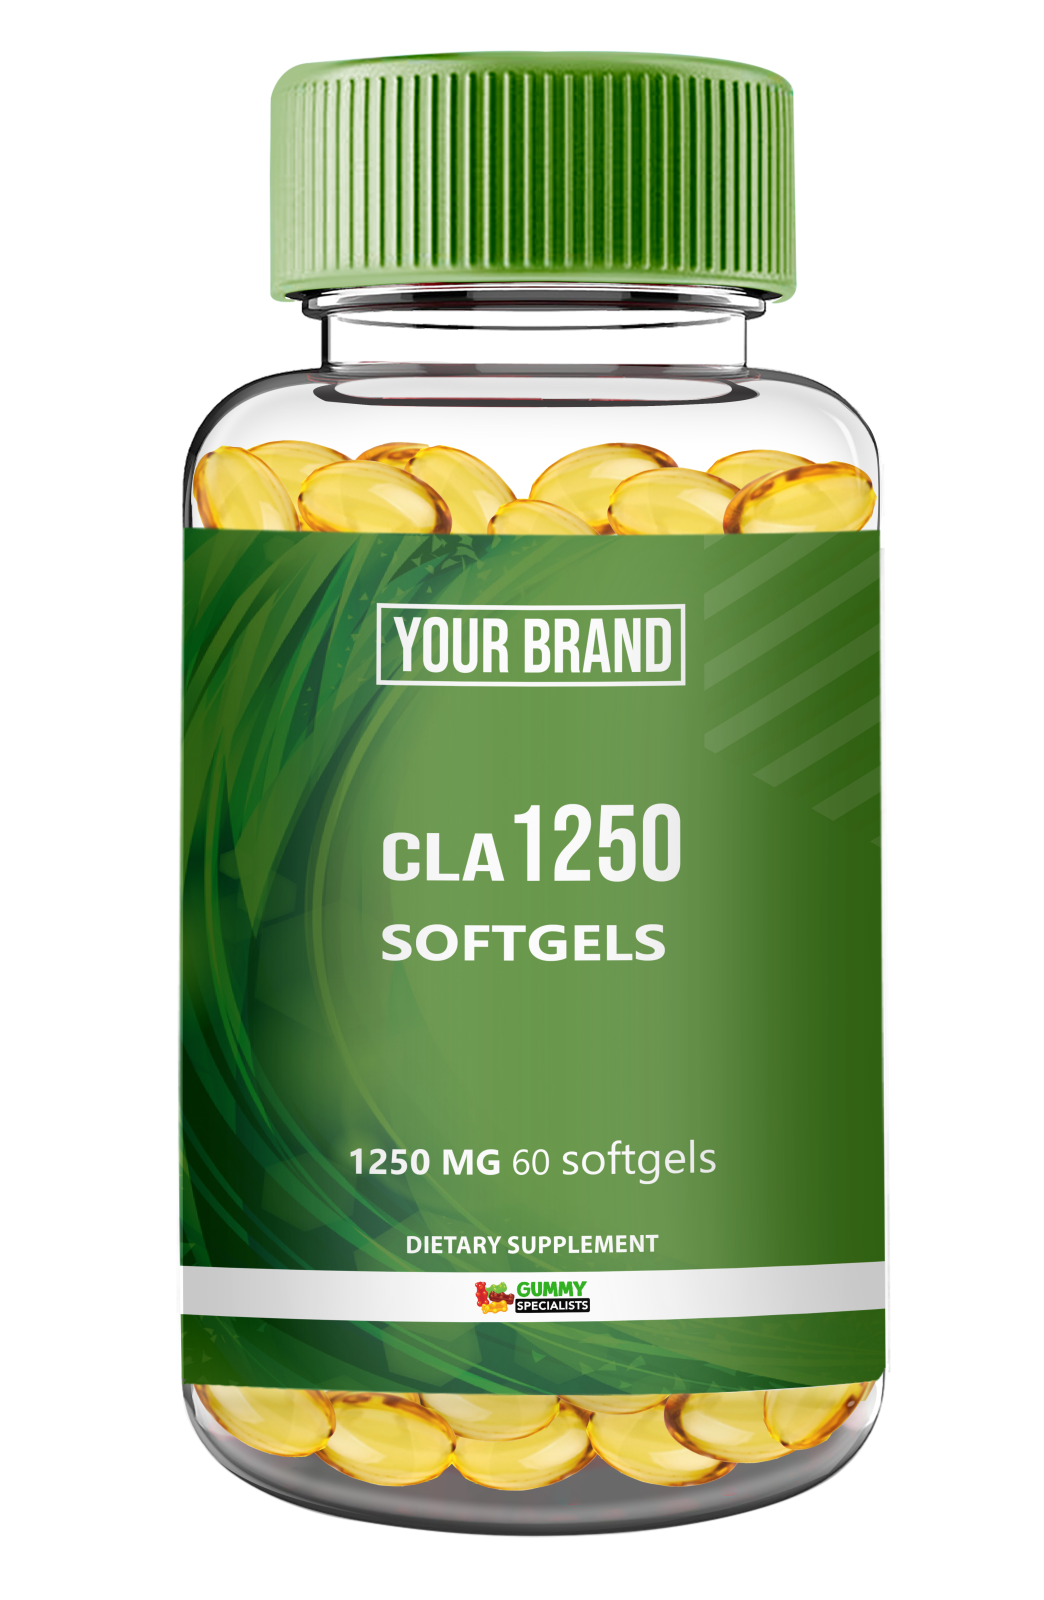 YOUR BRAND
CLA 1250
SOFTGELS
1250 MG 60 softgels
DIETARY SUPPLEMENT
GUMMY
SPECIALISTS